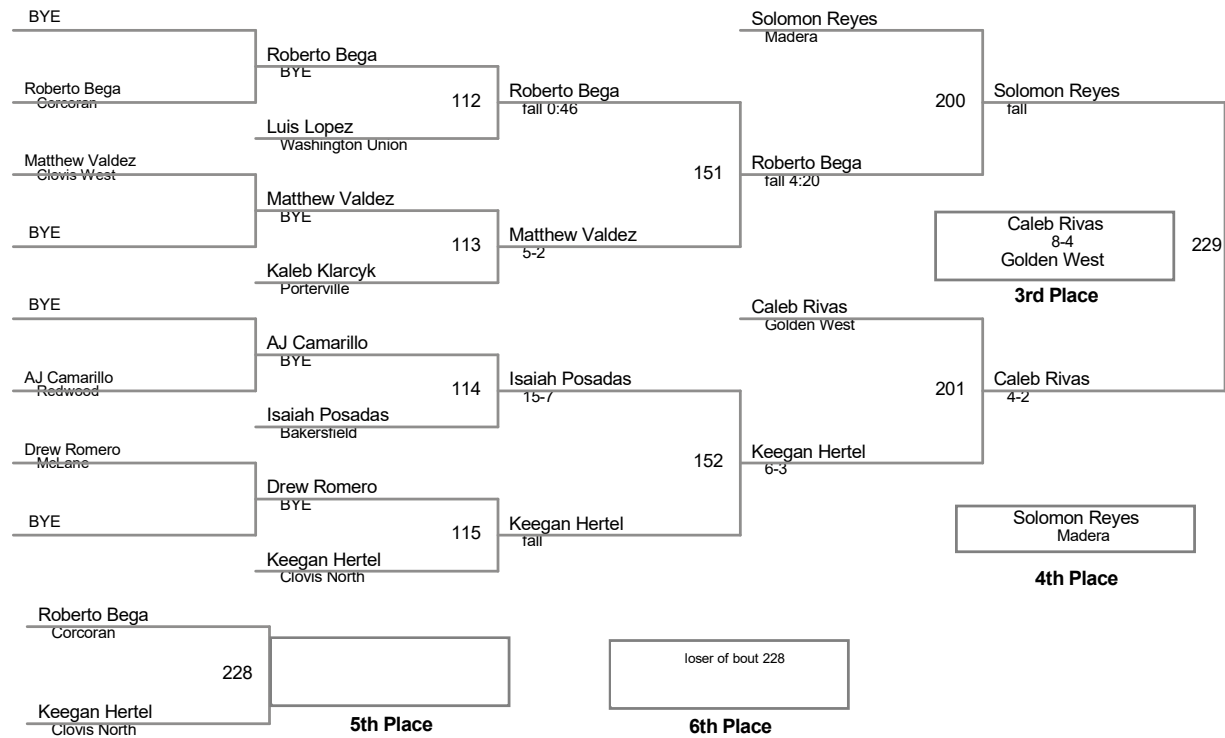 BYE
Roberto Bega
Corcoran
Matthew Valdez
Clovis West
BYE
BYE
AJ Camarillo
Redwood
Drew Romero
McLane
BYE
Roberto Bega
BYE
Luis Lopez
Washington Union
Matthew Valdez
BYE
Kaleb Klarcyk
Porterville
AJ Camarillo
BYE
Isaiah Posadas
Bakersfield
Drew Romero
BYE
Keegan Hertel
Clovis North
112
113
114
115
Roberto Bega
fall 0:46
Matthew Valdez
5-2
Isaiah Posadas
15-7
Keegan Hertel
fall
151
152
Solomon Reyes
Madera
Roberto Bega
fall 4:20
Caleb Rivas
Golden West
Keegan Hertel
6-3
200
201
Solomon Reyes
fall
Caleb Rivas
4-2
229
Caleb Rivas
8-4
Golden West
3rd Place
Solomon Reyes
Madera
4th Place
Roberto Bega
Corcoran
228
Keegan Hertel
Clovis North
5th Place
loser of bout 228
6th Place